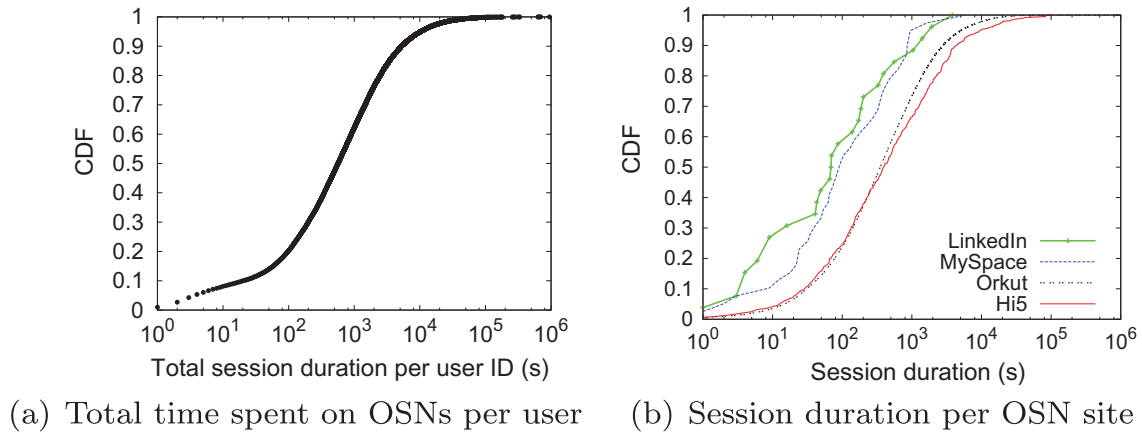 1
0.9
0.8
0.7
0.6
0.5
0.4
0.3
0.2
0.1
0
CDF
10^0 10^1 10^2 10^3 10^4 10^5 10^6
Total session duration per user ID (s)
(a) Total time spent on OSNs per user
1
0.9
0.8
0.7
0.6
0.5
0.4
0.3
0.2
0.1
0
CDF
LinkedIn
MySpace
Orkut
Hi5
10^0 10^1 10^2 10^3 10^4 10^5 10^6
Session duration (s)
(b) Session duration per OSN site